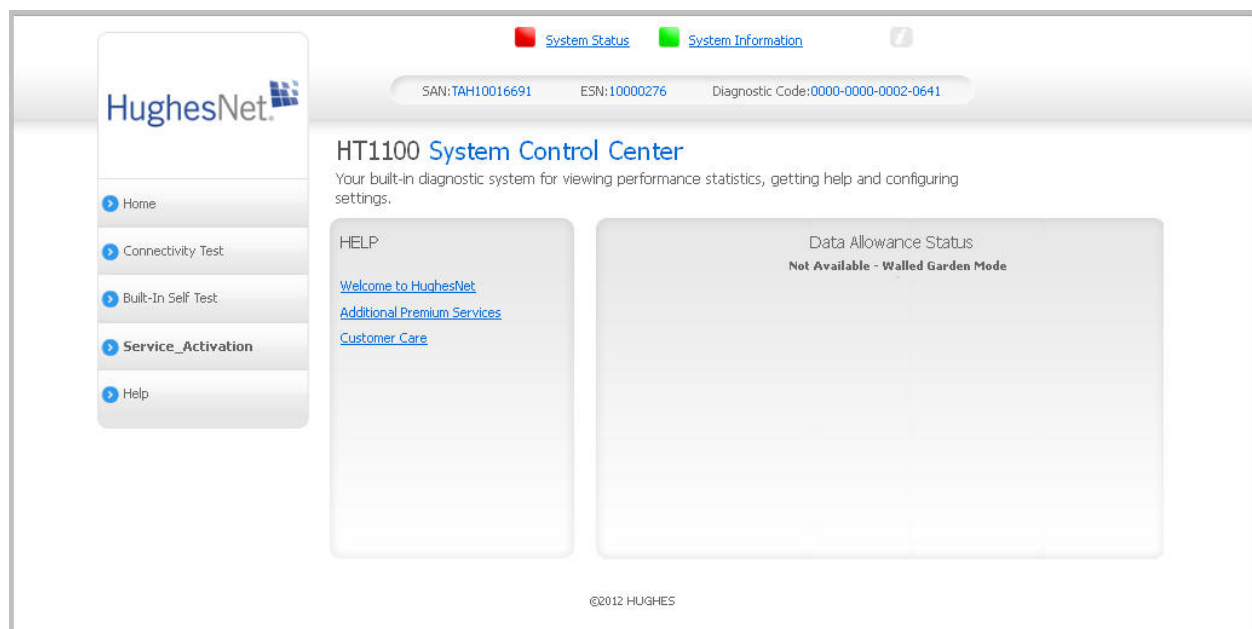 System Status System Information
HughesNet.
SAN:TAH10016691 ESN:10000276 Diagnostic Code:0000-0000-0002-0641
HT1100 System Control Center
Your built-in diagnostic system for viewing performance statistics, getting help and configuring
settings.
Home
Connectivity Test
Built-In Self Test
Service_Activation
Help
HELP
Welcome to HughesNet
Additional Premium Services
Customer Care
Data Allowance Status
Not Available - Walled Garden Mode
©2012 HUGHES